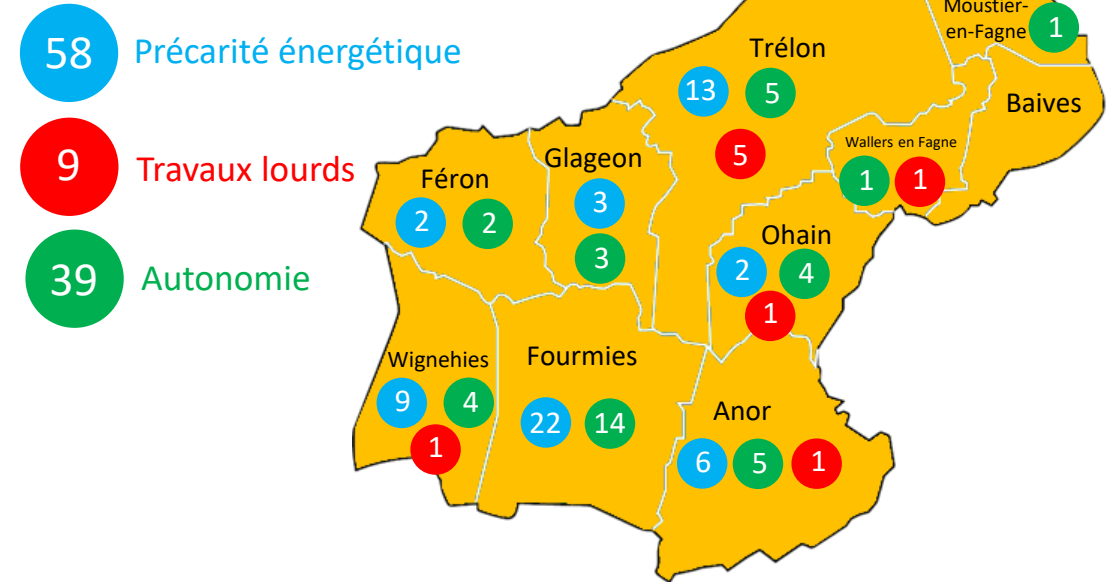 58 Précarité énergétique
9 Travaux lourds
39 Autonomie
Moustier-
en-Fagne
1
Trélon
13 5
5
Baives
Wallers en Fagne
1 1
Glageon
3
3
Féron
2 2
Ohain
2 4
1
Wignehies
9 4
1
Fourmies
22 14
Anor
6 5 1